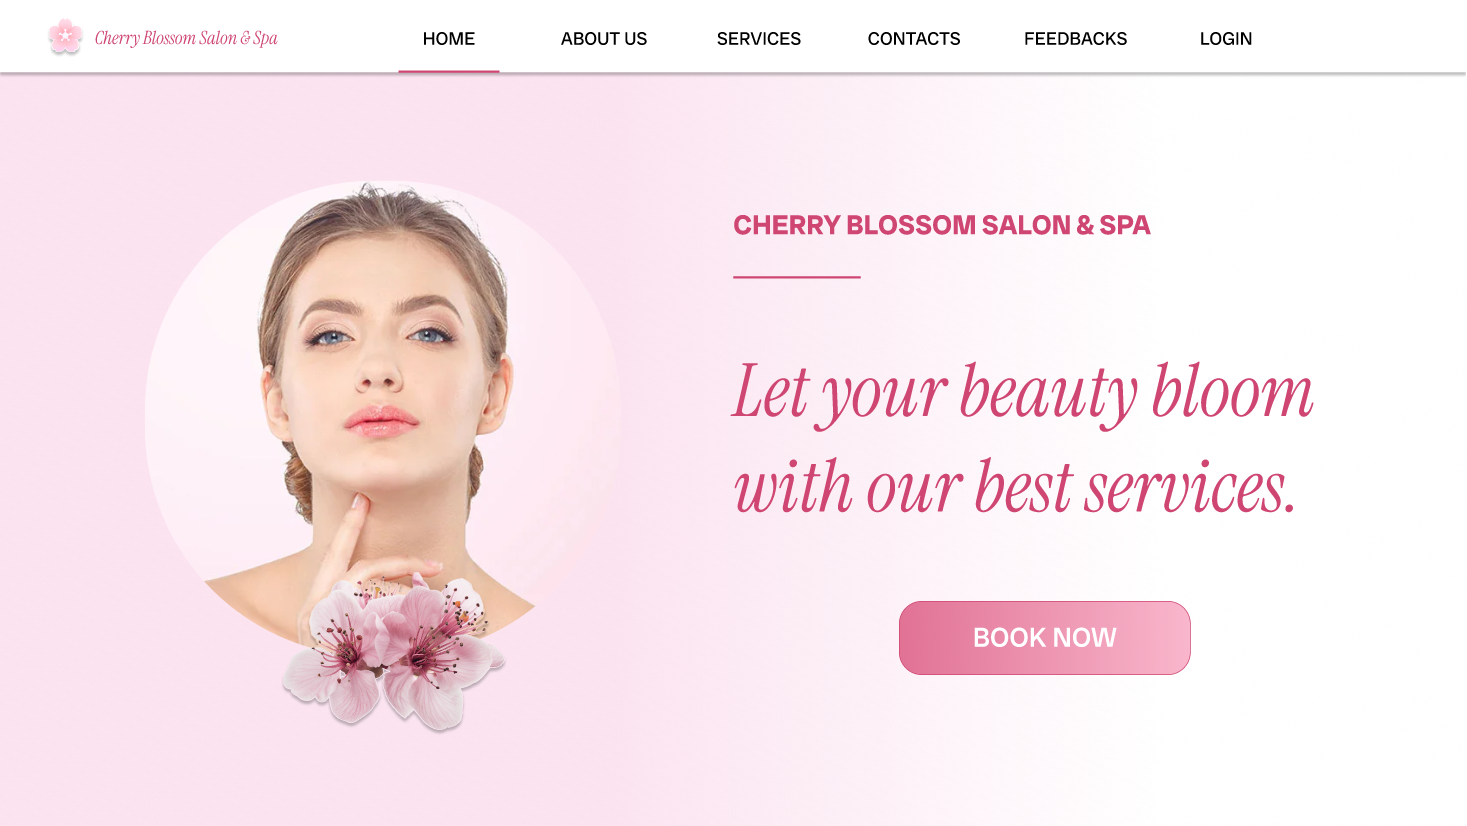 Cherry Blossom Salon & Spa
HOME
ABOUT US
SERVICES
CONTACTS
FEEDBACKS
LOGIN
CHERRY BLOSSOM SALON & SPA
Let your beauty bloom
with our best services.
BOOK NOW